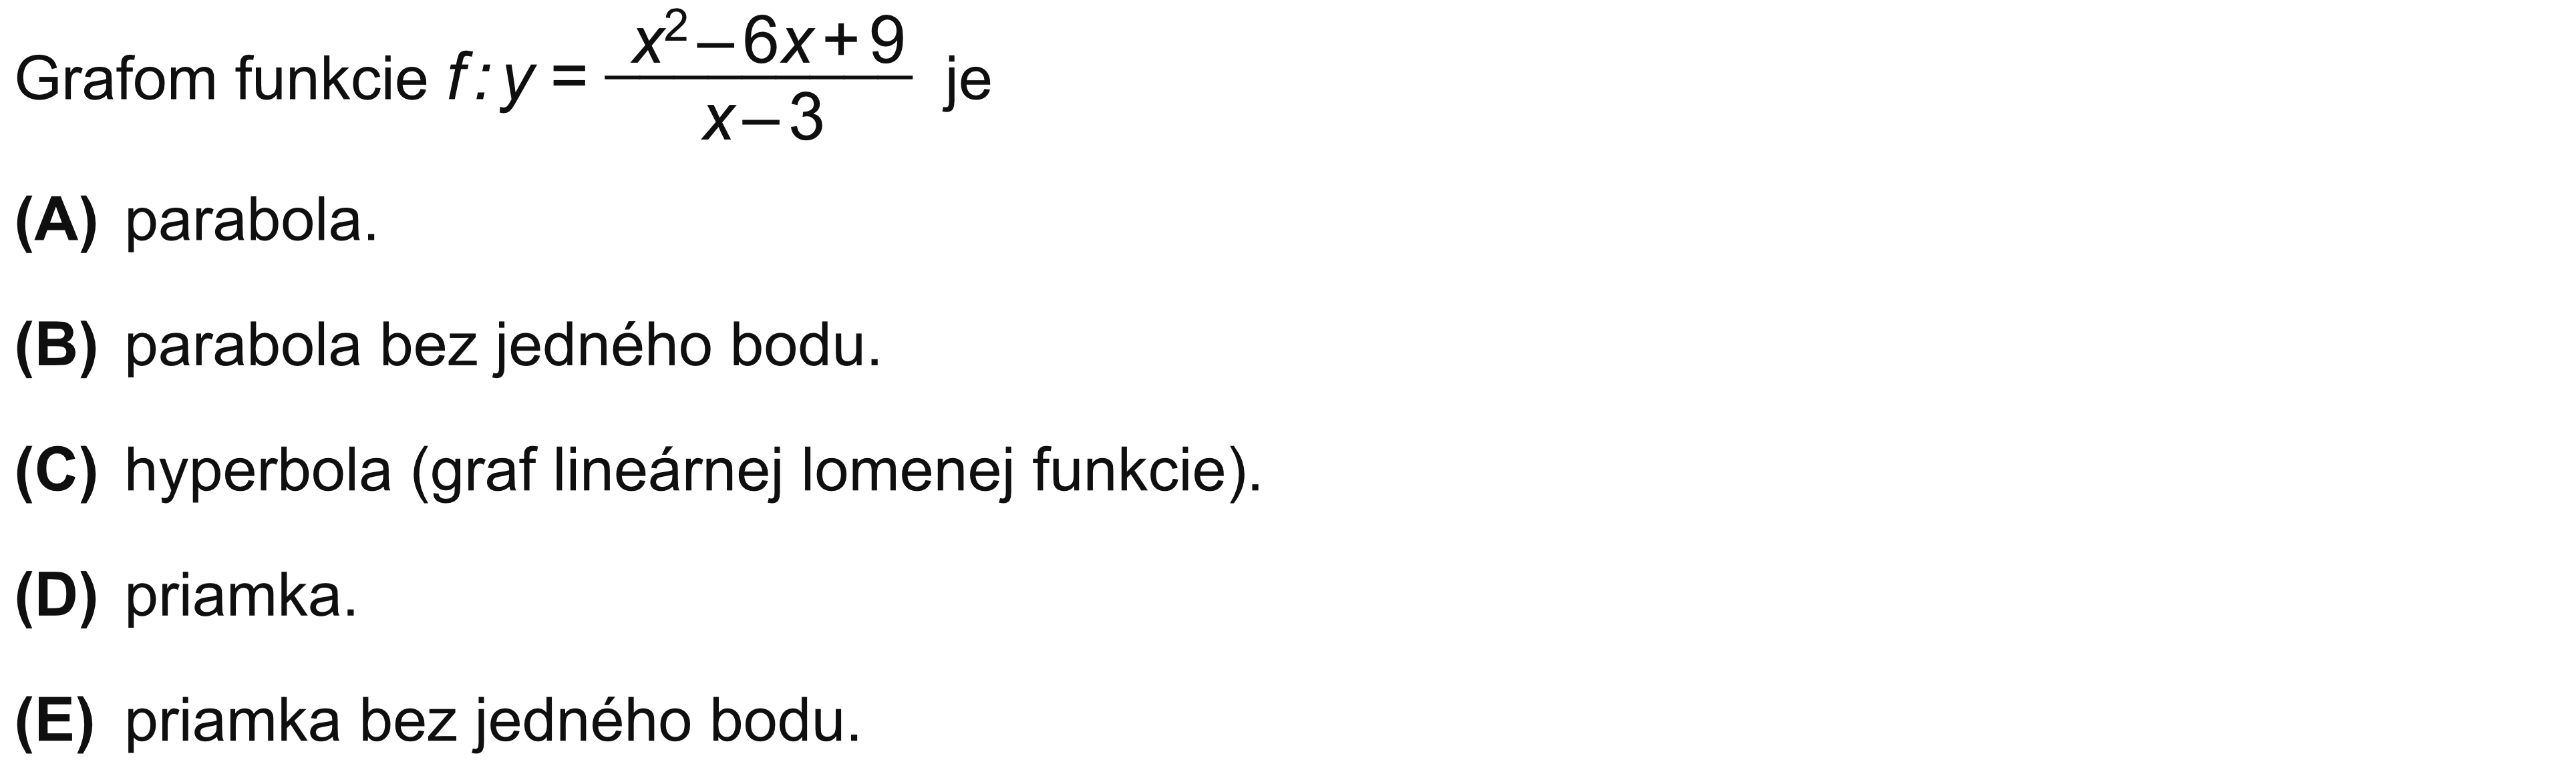 Grafom funkcie f: y = \frac{x^2 – 6x + 9}{x – 3} je
(A) parabola.
(B) parabola bez jedného bodu.
(C) hyperbola (graf lineárnej lomenej funkcie).
(D) priamka.
(E) priamka bez jedného bodu.